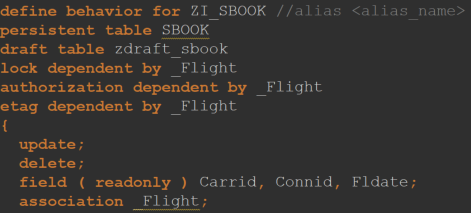 define behavior for ZI_SBOOK //alias <alias_name>
persistent table SBOOK
draft table zdraft_sbook
lock dependent by _Flight
authorization dependent by _Flight
etag dependent by _Flight
{
update;
delete;
field ( readonly ) Carrid, Connid, Fldate;
association _Flight;